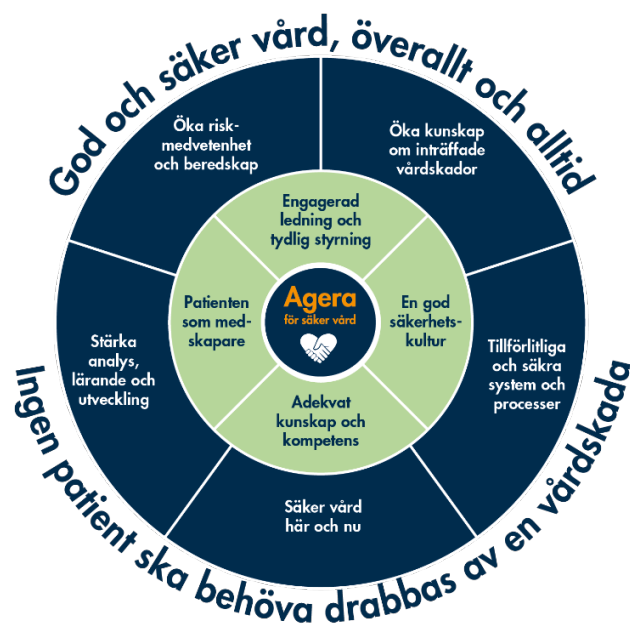 God och säker vård, överallt och alltid
Öka risk-
medvetenhet
och beredskap
Öka kunskap
om inträffade
vårdskador
Engagerad
ledning och
tydlig styrning
Patienten
som med-
skapare
Agera
för säker vård
En god
säkerhets-
kultur
Stärka
analys,
lärande och
utveckling
Tillförlitliga
och säkra
system och
processer
Adekvat
kunskap och
kompetens
Säker vård
här och nu
Ingen patient ska behöva drabbas av en vårdskada